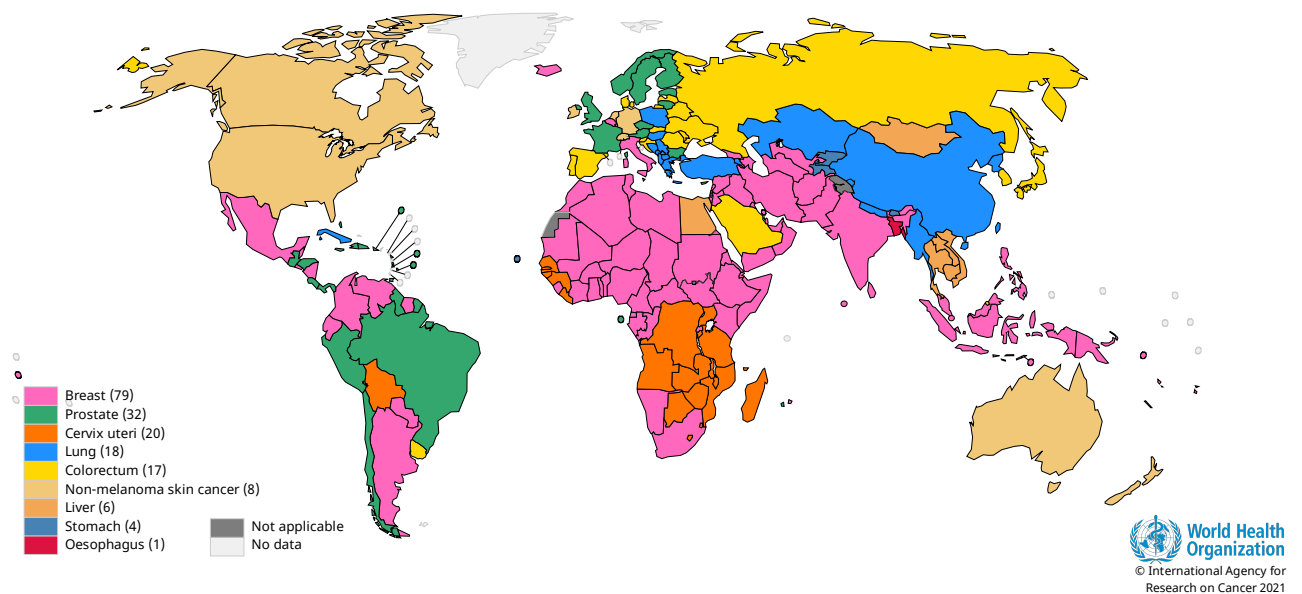 Breast (79)
Prostate (32)
Cervix uteri (20)
Lung (18)
Colorectum (17)
Non-melanoma skin cancer (8)
Liver (6)
Stomach (4)
Oesophagus (1)
Not applicable
No data
World Health
Organization
© International Agency for
Research on Cancer 2021